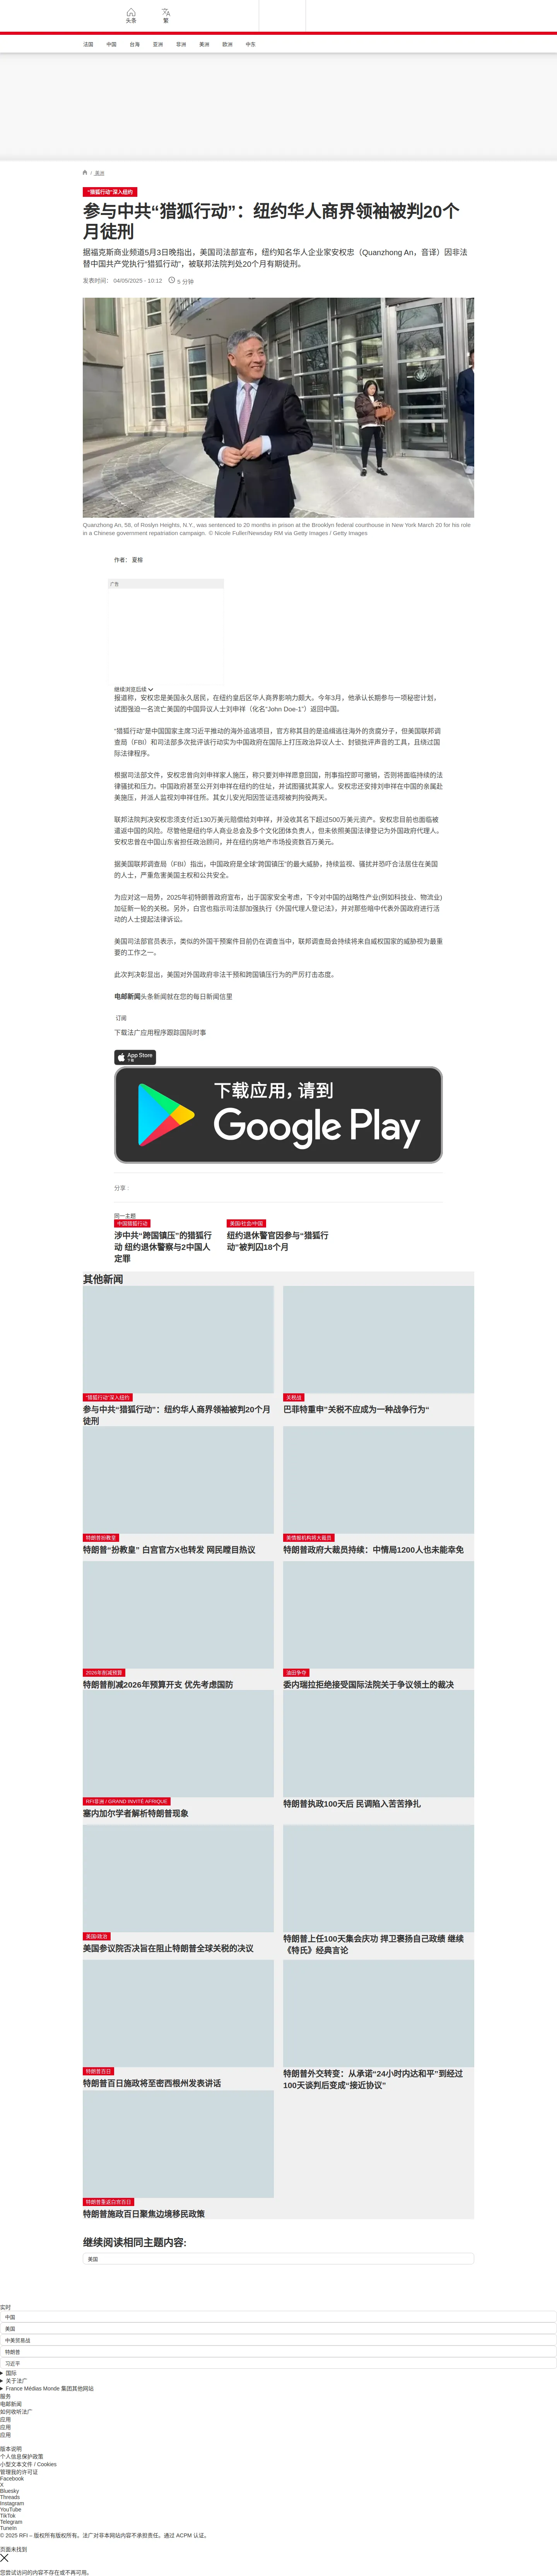 头条
繁
法国
中国
台海
亚洲
非洲
美洲
欧洲
中东
/ 美洲
“猎狐行动”深入纽约
参与中共“猎狐行动”：纽约华人商界领袖被判20个
月徒刑
据福克斯商业频道5月3日晚指出，美国司法部宣布，纽约知名华人企业家安权忠（Quanzhong An，音译）因非法
替中国共产党执行“猎狐行动”，被联邦法院判处20个月有期徒刑。
发表时间： 04/05/2025 - 10:12
5 分钟
Quanzhong An, 58, of Roslyn Heights, N.Y., was sentenced to 20 months in prison at the Brooklyn federal courthouse in New York March 20 for his role
in a Chinese government repatriation campaign. © Nicole Fuller/Newsday RM via Getty Images / Getty Images
作者： 夏榕
广告
继续浏览后续
报道称，安权忠是美国永久居民，在纽约皇后区华人商界影响力颇大。今年3月，他承认长期参与一项秘密计划，
试图强迫一名流亡美国的中国异议人士刘申祥（化名“John Doe-1”）返回中国。
“猎狐行动”是中国国家主席习近平推动的海外追逃项目，官方称其目的是追缉逃往海外的贪腐分子，但美国联邦调
查局（FBI）和司法部多次批评该行动实为中国政府在国际上打压政治异议人士、封锁批评声音的工具，且绕过国
际法律程序。
根据司法部文件，安权忠曾向刘申祥家人施压，称只要刘申祥愿意回国，刑事指控即可撤销，否则将面临持续的法
律骚扰和压力。中国政府甚至公开刘申祥在纽约的住址，并试图骚扰其家人。安权忠还安排刘申祥在中国的亲属赴
美施压，并派人监视刘申祥住所。其女儿安光阳因签证违规被判拘役两天。
联邦法院判决安权忠须支付近130万美元赔偿给刘申祥，并没收其名下超过500万美元资产。安权忠目前也面临被
遣返中国的风险。尽管他是纽约华人商业总会及多个文化团体负责人，但未依照美国法律登记为外国政府代理人。
安权忠曾在中国山东省担任政治顾问，并在纽约房地产市场投资数百万美元。
据美国联邦调查局（FBI）指出，中国政府是全球“跨国镇压”的最大威胁，持续监视、骚扰并恐吓合法居住在美国
的人士，严重危害美国主权和公共安全。
为应对这一局势，2025年初特朗普政府宣布，出于国家安全考虑，下令对中国的战略性产业(例如科技业、物流业)
加征新一轮的关税。另外，白宫也指示司法部加强执行《外国代理人登记法》，并对那些暗中代表外国政府进行活
动的人士提起法律诉讼。
美国司法部官员表示，类似的外国干预案件目前仍在调查当中，联邦调查局会持续将来自威权国家的威胁视为最重
要的工作之一。
此次判决彰显出，美国对外国政府非法干预和跨国镇压行为的严厉打击态度。
电邮新闻头条新闻就在您的每日新闻信里
订阅
下载法广应用程序跟踪国际时事
App Store
下载
下载应用，请到
Google Play
分享 :
同一主题
中国猎狐行动
涉中共“跨国镇压”的猎狐行
动 纽约退休警察与2中国人
定罪
美国/社会/中国
纽约退休警官因参与“猎狐行
动”被判囚18个月
其他新闻
“猎狐行动”深入纽约
参与中共“猎狐行动”：纽约华人商界领袖被判20个月
徒刑
关税战
巴菲特重申"关税不应成为一种战争行为"
特朗普扮教皇
特朗普“扮教皇” 白宫官方X也转发 网民瞠目热议
美情报机构将大裁员
特朗普政府大裁员持续：中情局1200人也未能幸免
2026年削减预算
特朗普削减2026年预算开支 优先考虑国防
油田争夺
委内瑞拉拒绝接受国际法院关于争议领土的裁决
RFI非洲 / GRAND INVITÉ AFRIQUE
塞内加尔学者解析特朗普现象
特朗普执政100天后 民调陷入苦苦挣扎
美国/政治
美国参议院否决旨在阻止特朗普全球关税的决议
特朗普上任100天集会庆功 捍卫褒扬自己政绩 继续
《特氏》经典言论
特朗普百日
特朗普百日施政将至密西根州发表讲话
特朗普外交转变：从承诺“24小时内达和平”到经过
100天谈判后变成“接近协议”
特朗普重返白宫百日
特朗普施政百日聚焦边境移民政策
继续阅读相同主题内容:
美国
实时
中国
美国
中美贸易战
特朗普
习近平
国际
关于法广
France Médias Monde 集团其他网站
服务
电邮新闻
如何收听法广
应用
应用
应用
版本说明
个人信息保护政策
小型文本文件 / Cookies
管理我的许可证
Facebook
X
Bluesky
Threads
Instagram
YouTube
TikTok
Telegram
TuneIn
© 2025 RFI – 版权所有版权所有。法广对非本网站内容不承担责任。通过 ACPM 认证。
页面未找到
您尝试访问的内容不存在或不再可用。